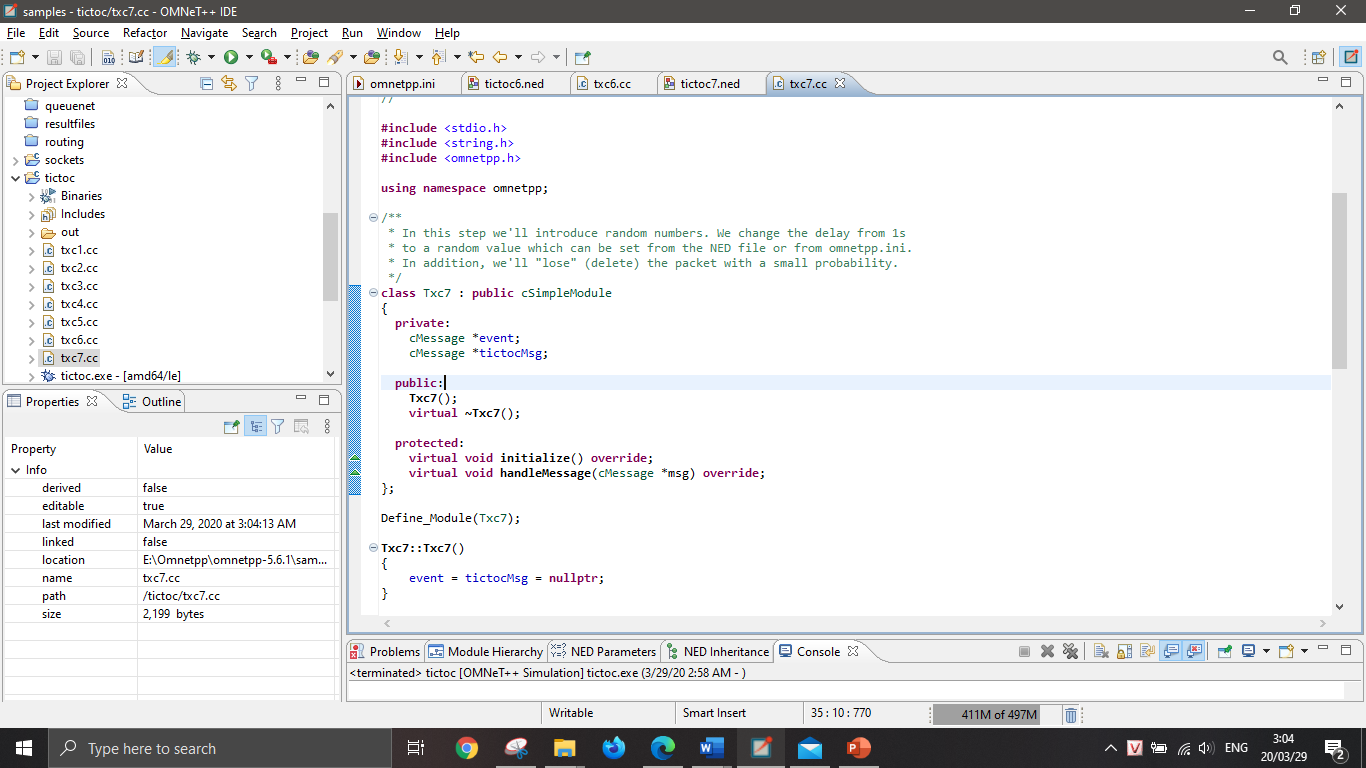 samples - tictoc/txc7.cc - OMNeT++ IDE
File Edit Source Refactor Navigate Search Project Run Window Help
Project Explorer
queuenet
resultfiles
routing
sockets
tictoc
Binaries
Includes
out
txc1.cc
txc2.cc
txc3.cc
txc4.cc
txc5.cc
txc6.cc
txc7.cc
tictoc.exe - [amd64/le]
Properties Outline
Property Value
Info
derived false
editable true
last modified March 29, 2020 at 3:04:13 AM
linked false
location E:\Omnetpp\omnetpp-5.6.1\sam...
name txc7.cc
path /tictoc/txc7.cc
size 2,199 bytes
omnetpp.ini tictoc6.ned txc6.cc tictoc7.ned txc7.cc
//
#include <stdio.h>
#include <string.h>
#include <omnetpp.h>
using namespace omnetpp;
/**
* In this step we'll introduce random numbers. We change the delay from 1s
* to a random value which can be set from the NED file or from omnetpp.ini.
* In addition, we'll "lose" (delete) the packet with a small probability.
*/
class Txc7 : public cSimpleModule
{
private:
cMessage *event;
cMessage *tictocMsg;
public:
Txc7();
virtual ~Txc7();
protected:
virtual void initialize() override;
virtual void handleMessage(cMessage *msg) override;
};
Define_Module(Txc7);
Txc7::Txc7()
{
event = tictocMsg = nullptr;
}
Problems Module Hierarchy NED Parameters NED Inheritance Console
<terminated> tictoc [OMNeT++ Simulation] tictoc.exe (3/29/20 2:58 AM - )
Writable Smart Insert 35 : 10 : 770 411M of 497M
Type here to search
ENG
3:04
20/03/29
2